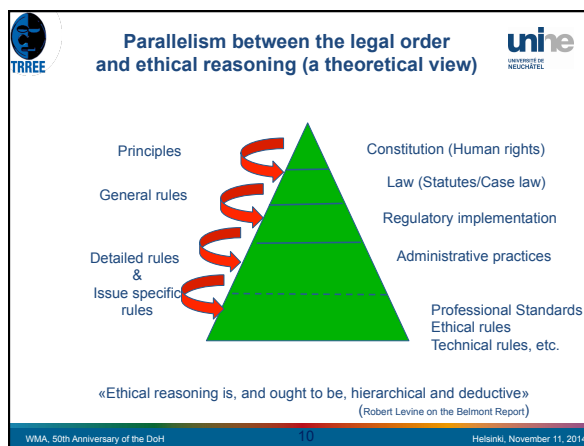 Parallelism between the legal order
and ethical reasoning (a theoretical view)
TRREE
unine
UNIVERSITÉ DE
NEUCHÂTEL
Principles
General rules
Detailed rules
&
Issue specific
rules
Constitution (Human rights)
Law (Statutes/Case law)
Regulatory implementation
Administrative practices
Professional Standards
Ethical rules
Technical rules, etc.
«Ethical reasoning is, and ought to be, hierarchical and deductive»
(Robert Levine on the Belmont Report)
WMA, 50th Anniversary of the DoH
10
Helsinki, November 11, 2014